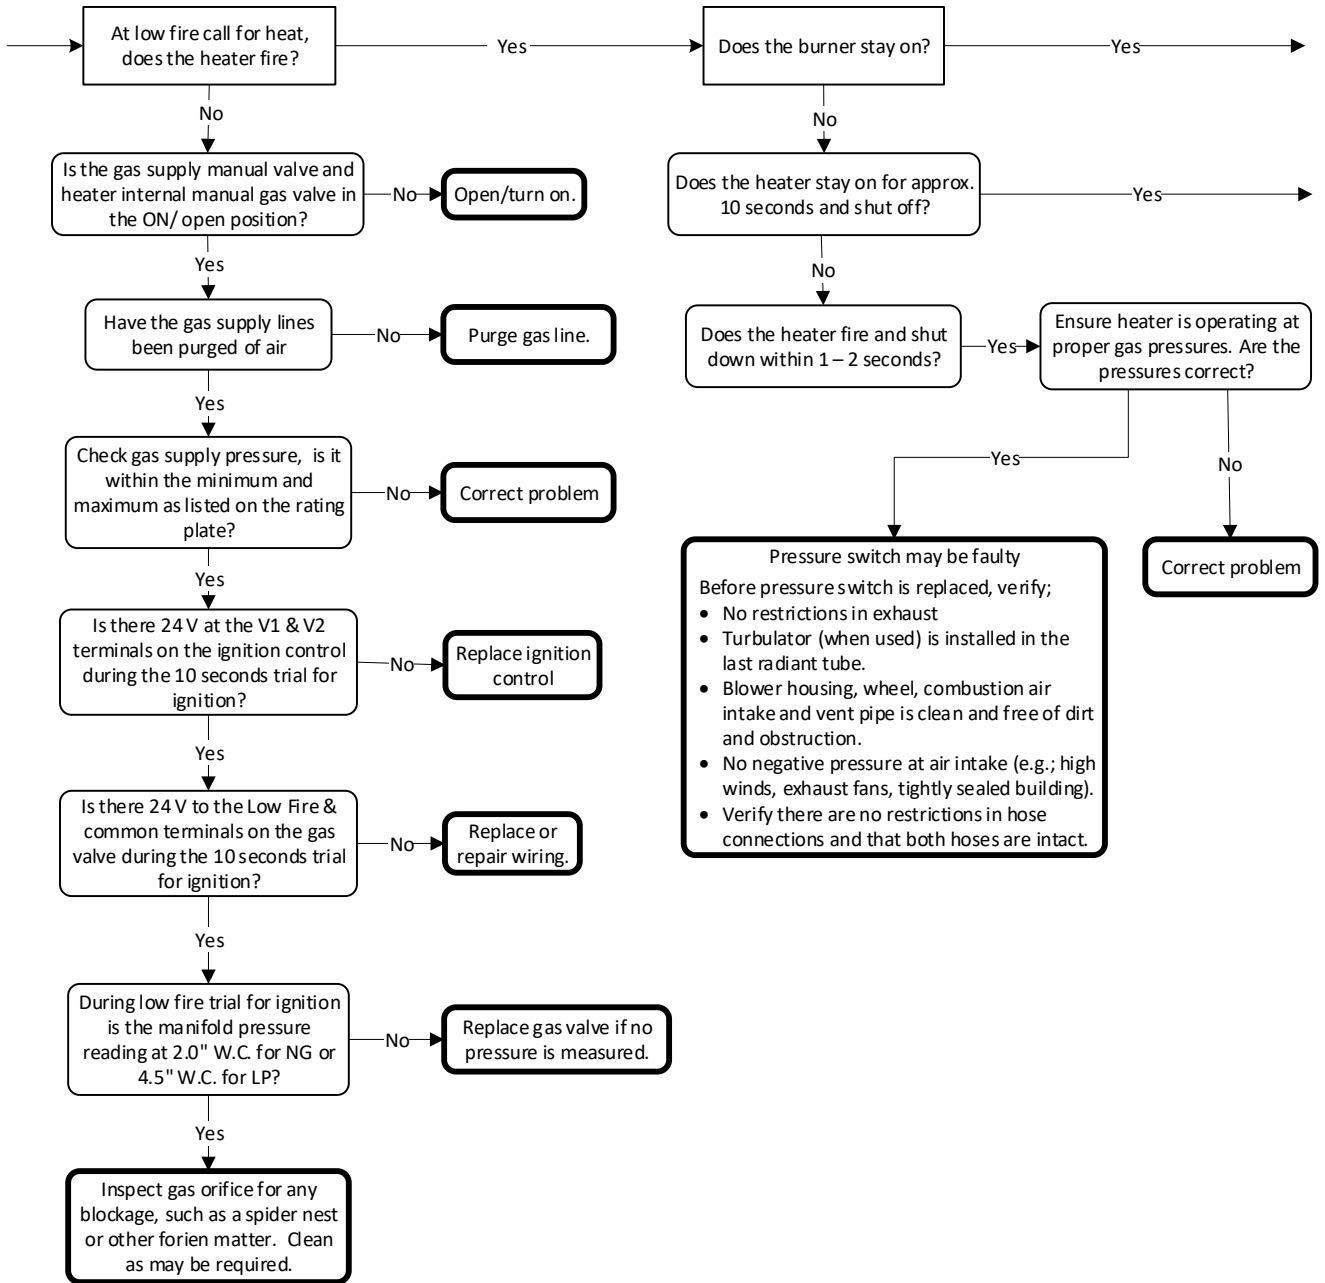 At low fire call for heat,
does the heater fire?
Yes
Does the burner stay on?
Yes
No
Is the gas supply manual valve and
heater internal manual gas valve in
the ON/ open position?
No
Open/turn on.
Yes
Have the gas supply lines
been purged of air
No
Purge gas line.
Yes
Check gas supply pressure, is it
within the minimum and
maximum as listed on the rating
plate?
No
Correct problem
Yes
Is there 24 V at the V1 & V2
terminals on the ignition control
during the 10 seconds trial for
ignition?
No
Replace ignition
control
Yes
Is there 24 V to the Low Fire &
common terminals on the gas
valve during the 10 seconds trial
for ignition?
No
Replace or
repair wiring.
Yes
During low fire trial for ignition
is the manifold pressure
reading at 2.0" W.C. for NG or
4.5" W.C. for LP?
No
Replace gas valve if no
pressure is measured.
Yes
Inspect gas orifice for any
blockage, such as a spider nest
or other forien matter. Clean
as may be required.
No
Does the heater stay on for approx.
10 seconds and shut off?
Yes
No
Does the heater fire and shut
down within 1 – 2 seconds?
Yes
Ensure heater is operating at
proper gas pressures. Are the
pressures correct?
Yes
No
Pressure switch may be faulty
Before pressure switch is replaced, verify;
• No restrictions in exhaust
• Turbulator (when used) is installed in the
last radiant tube.
• Blower housing, wheel, combustion air
intake and vent pipe is clean and free of dirt
and obstruction.
• No negative pressure at air intake (e.g.; high
winds, exhaust fans, tightly sealed building).
• Verify there are no restrictions in hose
connections and that both hoses are intact.
Correct problem